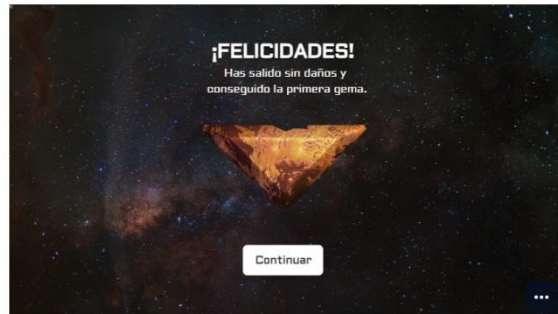 ¡FELICIDADES!
Has salido sin daños y
conseguido la primera gema.
Continuar